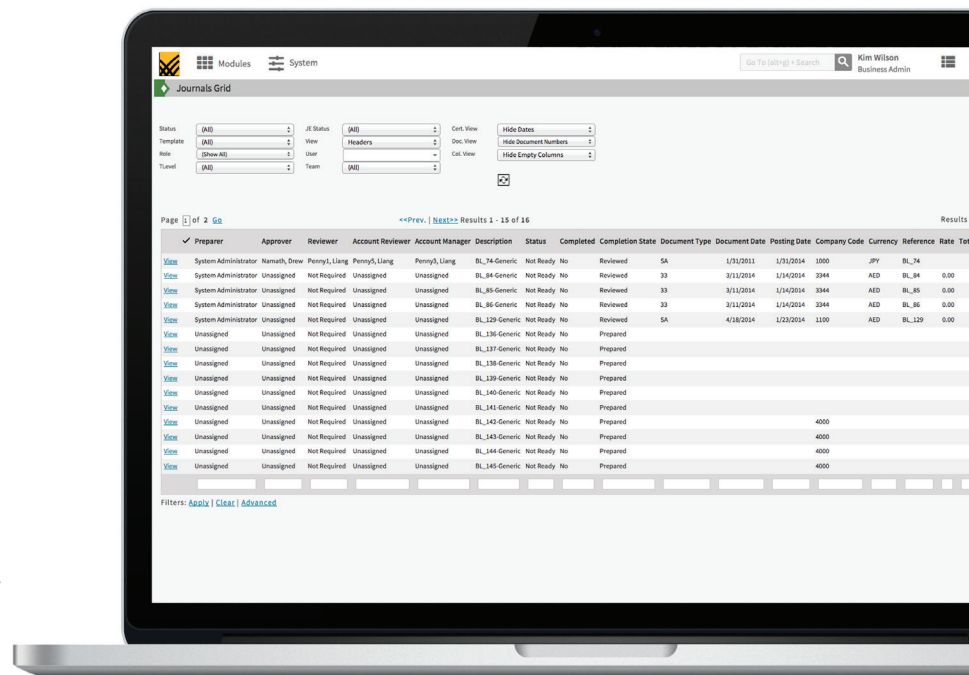 Modules System Go To (alt+g) + Search Kim Wilson
Business Admin
Journals Grid
Status (All) JE Status (All) Cert. View Hide Dates
Template (All) View Headers Doc. View Hide Document Numbers
Role (Show All) User Col. View Hide Empty Columns
TLevel (All) Team (All)
Page 1 of 2 Go <<Prev. | Next>> Results 1 - 15 of 16 Results
Preparer Approver Reviewer Account Reviewer Account Manager Description Status Completed Completion State Document Type Document Date Posting Date Company Code Currency Reference Rate Tot
View System Administrator Namath, Drew Penny1, Liang Penny5, Liang Penny3, Liang BL_74-Generic Not Ready No Reviewed SA 1/31/2011 1/31/2014 1000 JPY BL_74
View System Administrator Unassigned Not Required Unassigned Unassigned BL_84-Generic Not Ready No Reviewed 33 3/11/2014 1/14/2014 3344 AED BL_84 0.00
View System Administrator Unassigned Not Required Unassigned Unassigned BL_85-Generic Not Ready No Reviewed 33 3/11/2014 1/14/2014 3344 AED BL_85 0.00
View System Administrator Unassigned Not Required Unassigned Unassigned BL_86-Generic Not Ready No Reviewed 33 3/11/2014 1/14/2014 3344 AED BL_86 0.00
View System Administrator Unassigned Not Required Unassigned Unassigned BL_129-Generic Not Ready No Reviewed SA 4/18/2014 1/23/2014 1100 AED BL_129 0.00
View Unassigned Unassigned Not Required Unassigned Unassigned BL_136-Generic Not Ready No Prepared
View Unassigned Unassigned Not Required Unassigned Unassigned BL_137-Generic Not Ready No Prepared
View Unassigned Unassigned Not Required Unassigned Unassigned BL_138-Generic Not Ready No Prepared
View Unassigned Unassigned Not Required Unassigned Unassigned BL_139-Generic Not Ready No Prepared
View Unassigned Unassigned Not Required Unassigned Unassigned BL_140-Generic Not Ready No Prepared
View Unassigned Unassigned Not Required Unassigned Unassigned BL_141-Generic Not Ready No Prepared
View Unassigned Unassigned Not Required Unassigned Unassigned BL_142-Generic Not Ready No Prepared 4000
View Unassigned Unassigned Not Required Unassigned Unassigned BL_143-Generic Not Ready No Prepared 4000
View Unassigned Unassigned Not Required Unassigned Unassigned BL_144-Generic Not Ready No Prepared 4000
View Unassigned Unassigned Not Required Unassigned Unassigned BL_145-Generic Not Ready No Prepared 4000
Filters: Apply | Clear | Advanced